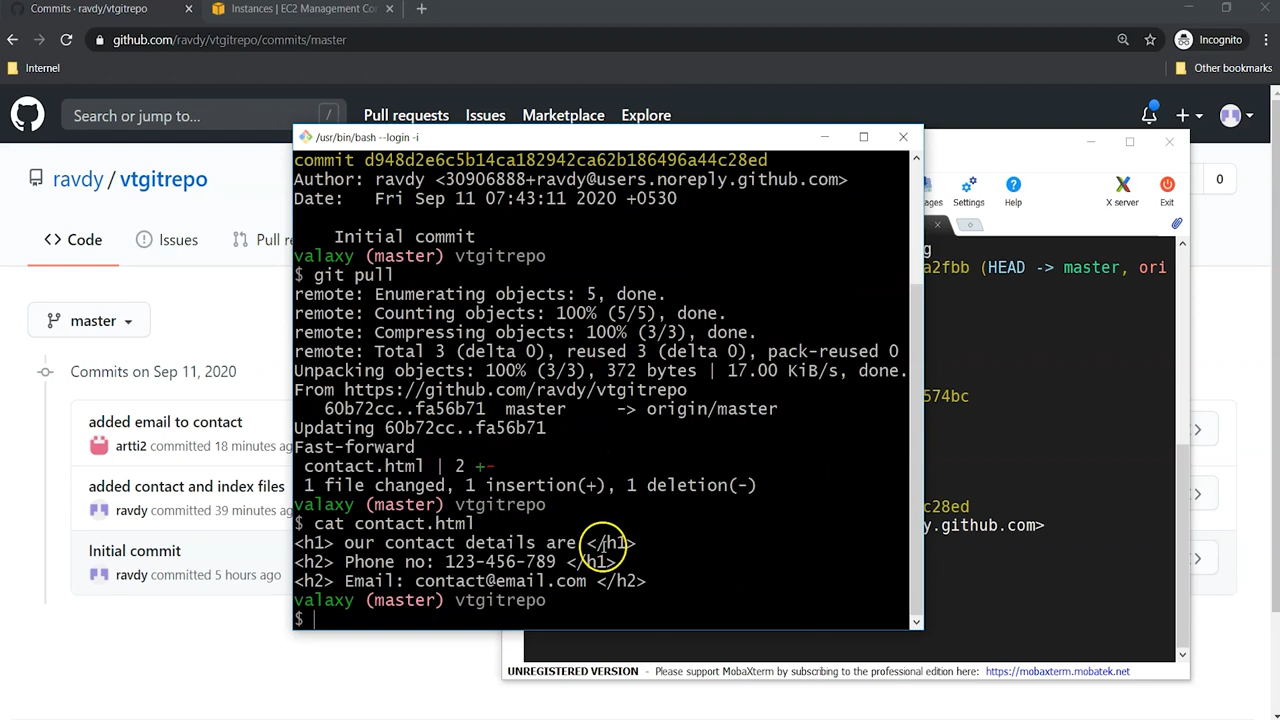 Commits · ravdy/vtgitrepo
Instances | EC2 Management Co
github.com/ravdy/vtgitrepo/commits/master
Incognito
Internet
Other bookmarks
Search or jump to...
/
Pull requests
Issues
Marketplace
Explore
ravdy / vtgitrepo
0
Code
Issues
Pull re
master
Commits on Sep 11, 2020
added email to contact
artti2 committed 18 minutes ag
added contact and index files
ravdy committed 39 minutes ag
Initial commit
ravdy committed 5 hours ago
/usr/bin/bash --login -i
commit d948d2e6c5b14ca182942ca62b186496a44c28ed
Author: ravdy <30906888+ravdy@users.noreply.github.com>
Date:   Fri Sep 11 07:43:11 2020 +0530
Initial commit
valaxy (master) vtgitrepo
$ git pull
remote: Enumerating objects: 5, done.
remote: Counting objects: 100% (5/5), done.
remote: Compressing objects: 100% (3/3), done.
remote: Total 3 (delta 0), reused 3 (delta 0), pack-reused 0
Unpacking objects: 100% (3/3), 372 bytes | 17.00 KiB/s, done.
From https://github.com/ravdy/vtgitrepo
60b72cc..fa56b71  master     -> origin/master
Updating 60b72cc..fa56b71
Fast-forward
contact.html | 2 +-
1 file changed, 1 insertion(+), 1 deletion(-)
valaxy (master) vtgitrepo
$ cat contact.html
<h1> our contact details are </h1>
<h2> Phone no: 123-456-789 </h1>
<h2> Email: contact@email.com </h2>
valaxy (master) vtgitrepo
$
ages
Settings
Help
X server
Exit
g
a2fbb (HEAD -> master, ori
574bc
c28ed
y.github.com>
UNREGISTERED VERSION - Please support MobaXterm by subscribing to the professional edition here: https://mobaxterm.mobatek.net